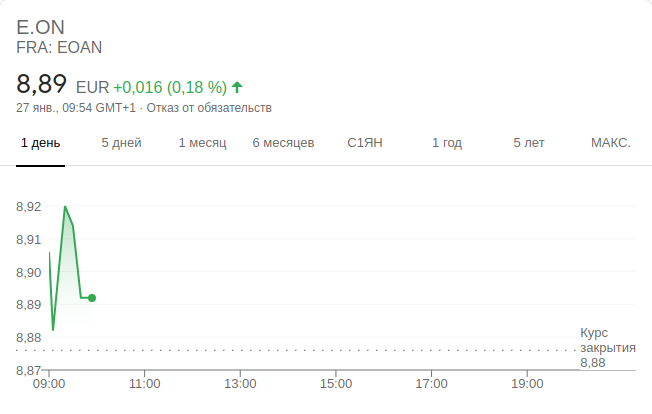 E.ON
FRA: EOAN
8,89 EUR +0,016 (0,18 %)
27 янв., 09:54 GMT+1 · Отказ от обязательств
1 день 5 дней 1 месяц 6 месяцев С1ЯН 1 год 5 лет МАКС.
8,92
8,91
8,90
8,89
8,88
8,87
Курс
закрытия
8,88
09:00 11:00 13:00 15:00 17:00 19:00